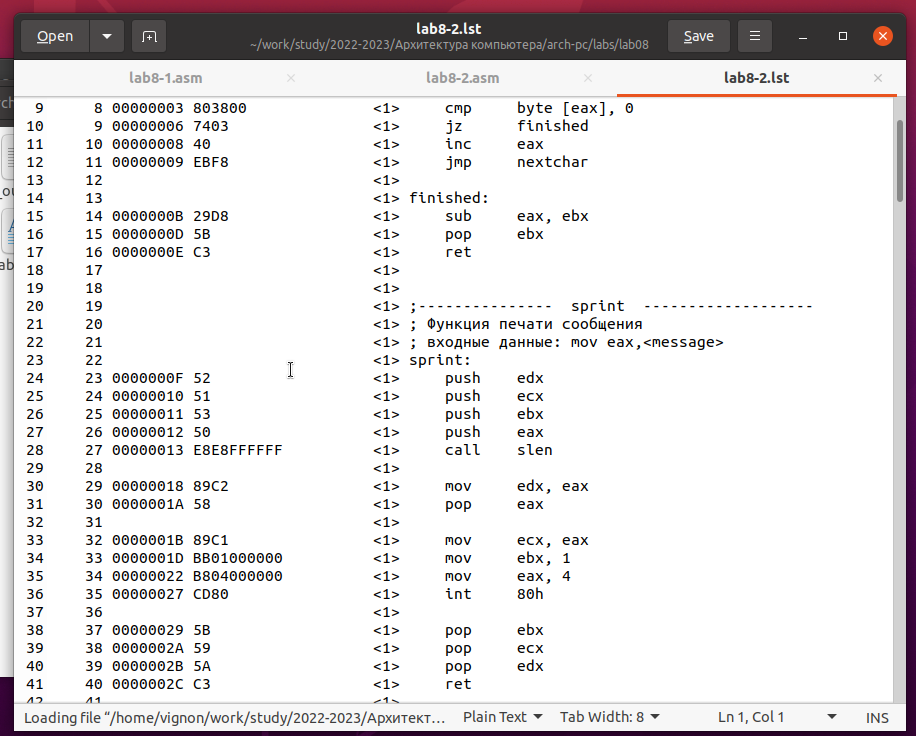 Open
lab8-2.lst
~/work/study/2022-2023/Архитектура компьютера/arch-pc/labs/lab08
Save
lab8-1.asm × lab8-2.asm × lab8-2.lst ×
9 8 00000003 803800 <1> cmp byte [eax], 0
10 9 00000006 7403 <1> jz finished
11 10 00000008 40 <1> inc eax
12 11 00000009 EBF8 <1> jmp nextchar
13 12 <1>
14 13 <1> finished:
15 14 0000000B 29D8 <1> sub eax, ebx
16 15 0000000D 5B <1> pop ebx
17 16 0000000E C3 <1> ret
18 17 <1>
19 18 <1>
20 19 <1> ;--------------- sprint -------------------
21 20 <1> ; Функция печати сообщения
22 21 <1> ; входные данные: mov eax,<message>
23 22 <1> sprint:
24 23 0000000F 52 <1> push edx
25 24 00000010 51 <1> push ecx
26 25 00000011 53 <1> push ebx
27 26 00000012 50 <1> push eax
28 27 00000013 E8E8FFFFFF <1> call slen
29 28 <1>
30 29 00000018 89C2 <1> mov edx, eax
31 30 0000001A 58 <1> pop eax
32 31 <1>
33 32 0000001B 89C1 <1> mov ecx, eax
34 33 0000001D BB01000000 <1> mov ebx, 1
35 34 00000022 B804000000 <1> mov eax, 4
36 35 00000027 CD80 <1> int 80h
37 36 <1>
38 37 00000029 5B <1> pop ebx
39 38 0000002A 59 <1> pop ecx
40 39 0000002B 5A <1> pop edx
41 40 0000002C C3 <1> ret
42 41 <1>
Loading file “/home/vignon/work/study/2022-2023/Архитект… Plain Text Tab Width: 8 Ln 1, Col 1 INS